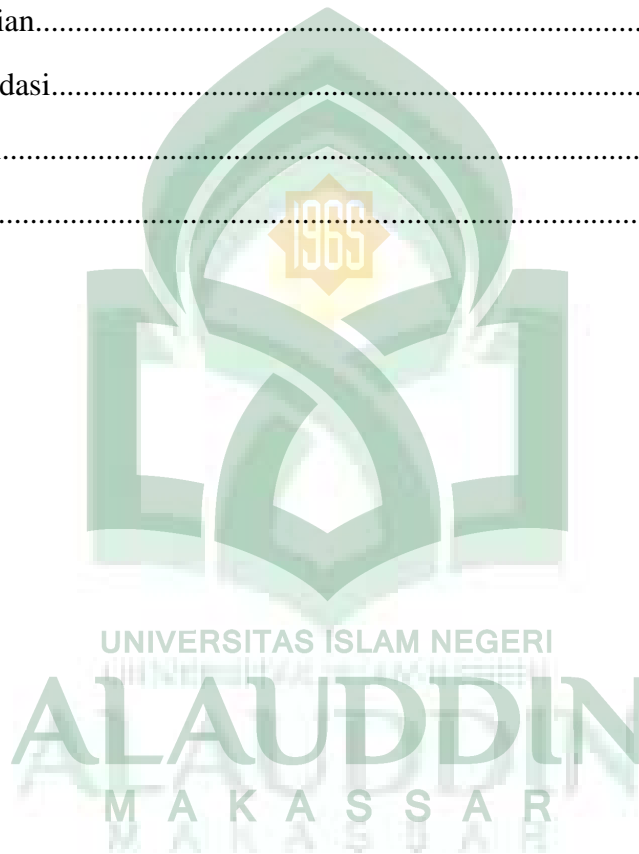 ian....................................................................................................
dasi..................................................................................................
.......................................................................................................
.......................................................................................................
1965
UNIVERSITAS ISLAM NEGERI
ALAUDDIN
MAKASSAR